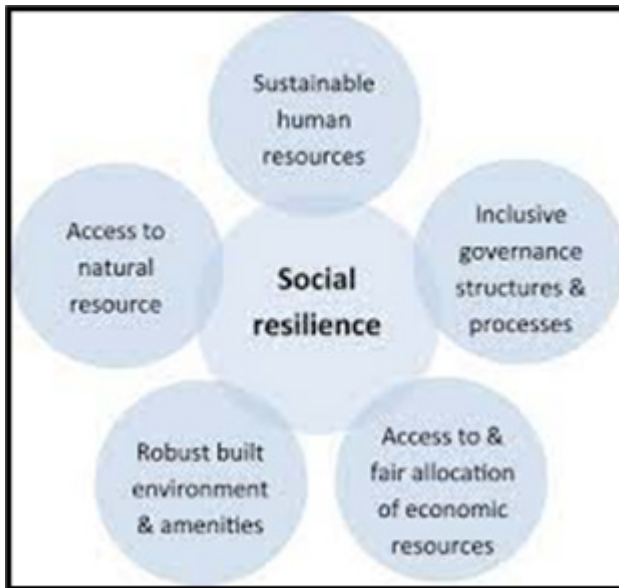 Sustainable
human
resources
Inclusive
governance
structures &
processes
Access to
natural
resource
Social
resilience
Robust built
environment
& amenities
Access to &
fair allocation
of economic
resources